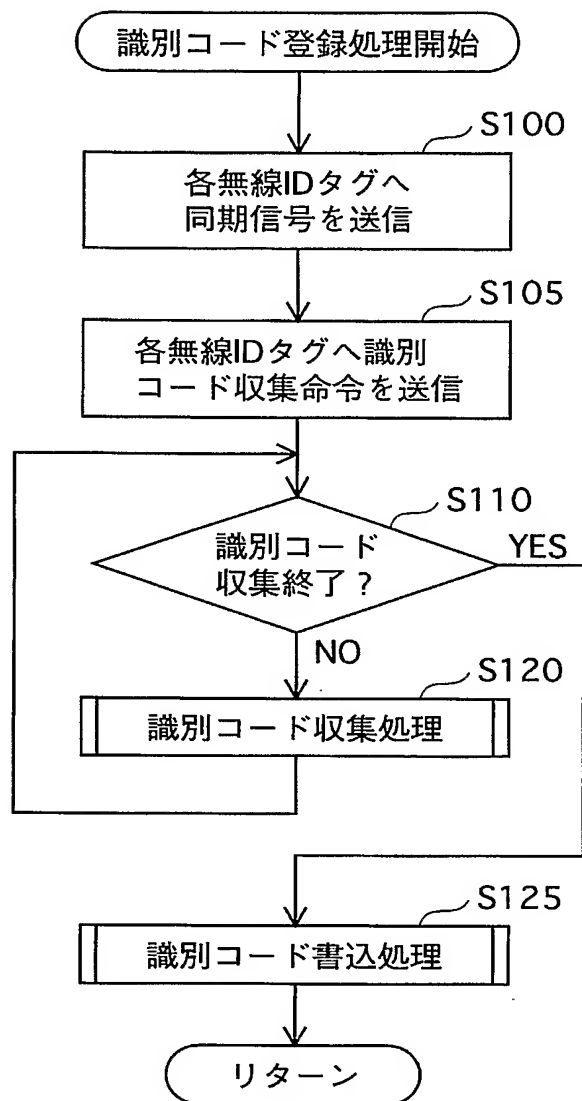 識別コード登録処理開始
S100
各無線IDタグへ
同期信号を送信
S105
各無線IDタグへ識別
コード収集命令を送信
S110
識別コード
収集終了？
YES
NO
S120
識別コード収集処理
S125
識別コード書込処理
リターン